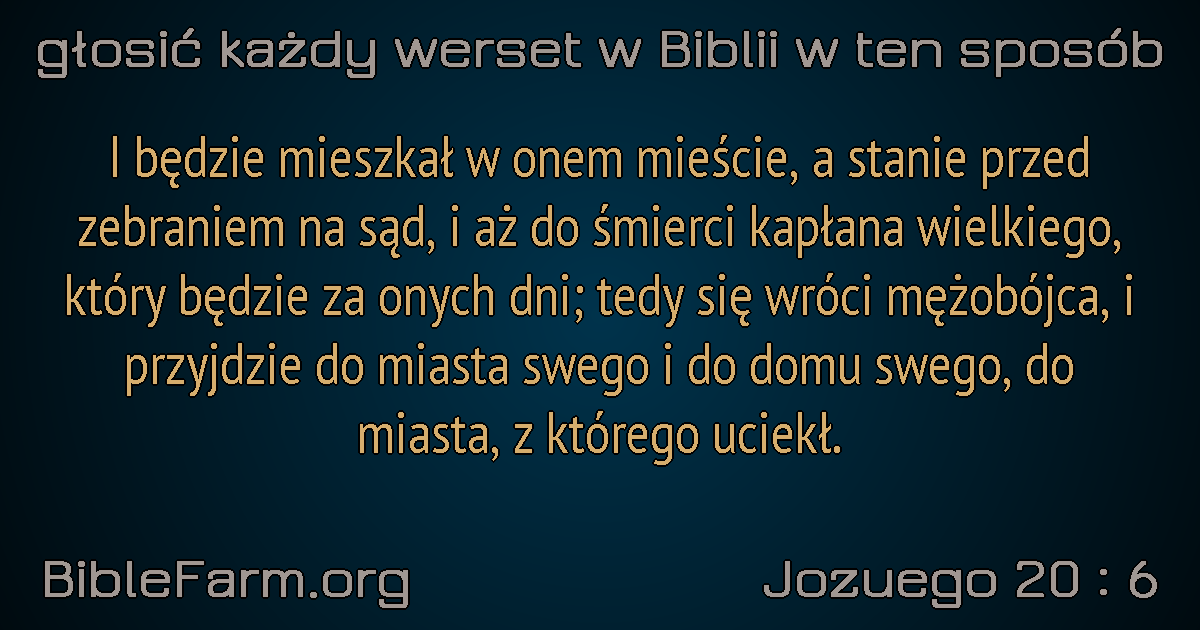 głosić każdy werset w Biblii w ten sposób
I będzie mieszkał w onem mieście, a stanie przed
zebraniem na sąd, i aż do śmierci kapłana wielkiego,
który będzie za onych dni; tedy się wróci mężobójca, i
przyjdzie do miasta swego i do domu swego, do
miasta, z którego uciekł.
BibleFarm.org
Jozuego 20 : 6